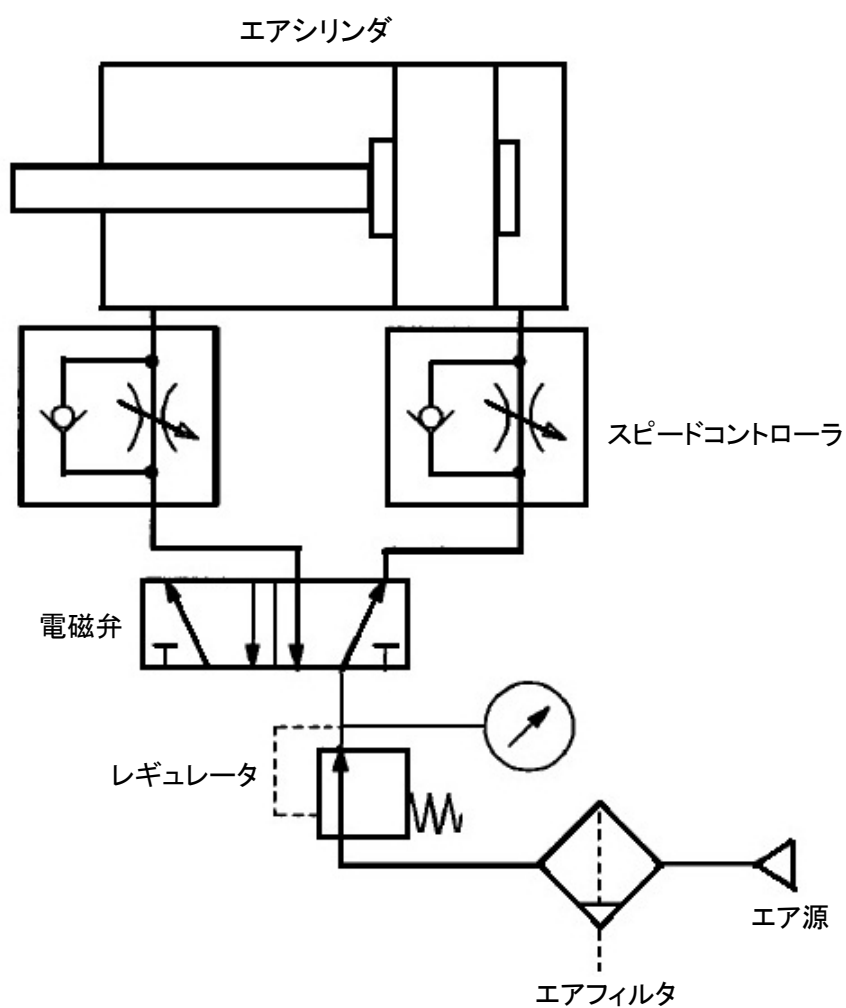 エアシリンダ
スピードコントローラ
電磁弁
レギュレータ
エア源
エアフィルタ